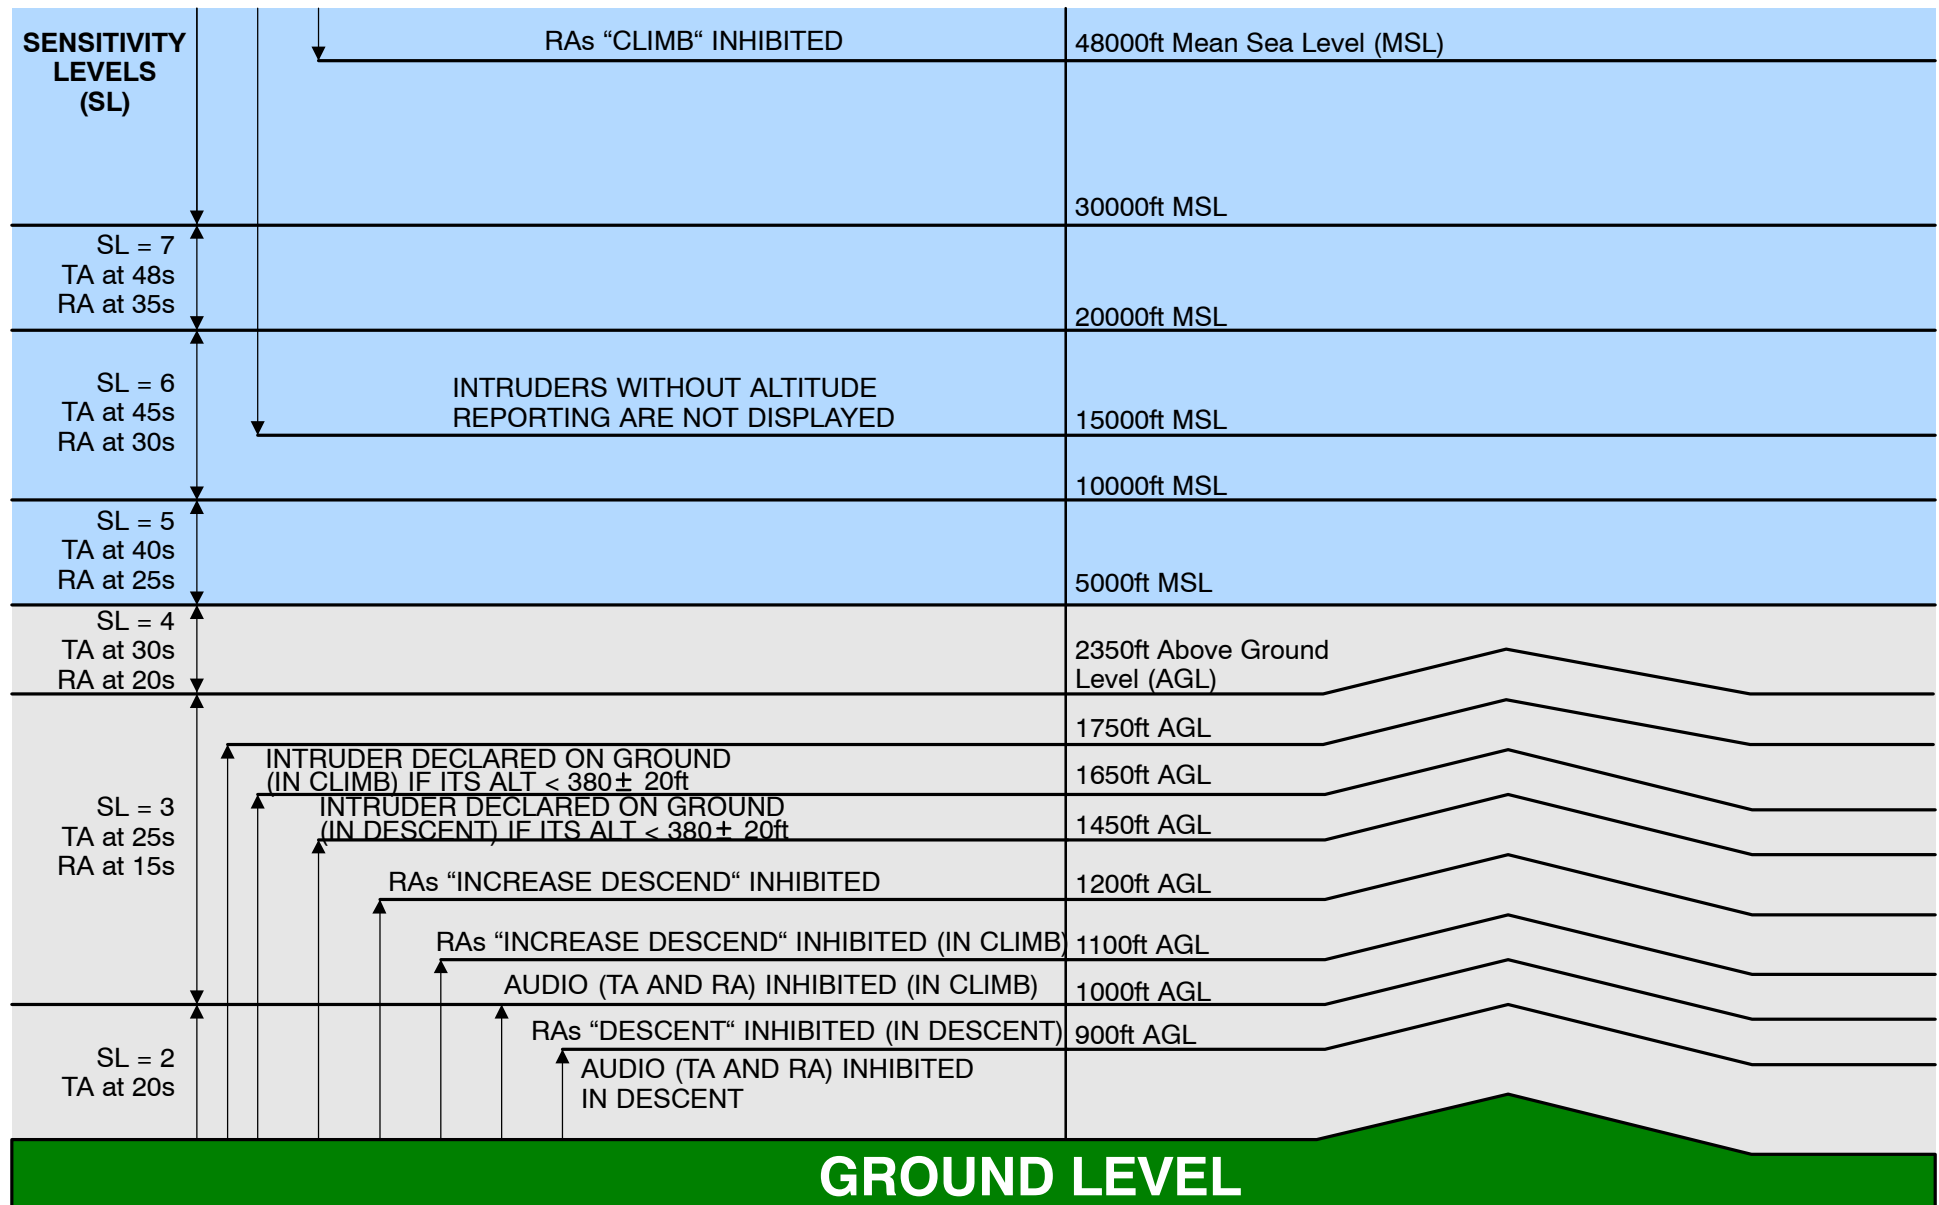 SENSITIVITY
LEVELS
(SL)
RAs “CLIMB“ INHIBITED
48000ft Mean Sea Level (MSL)
30000ft MSL
SL = 7
TA at 48s
RA at 35s
20000ft MSL
SL = 6
TA at 45s
RA at 30s
INTRUDERS WITHOUT ALTITUDE
REPORTING ARE NOT DISPLAYED
15000ft MSL
10000ft MSL
SL = 5
TA at 40s
RA at 25s
5000ft MSL
SL = 4
TA at 30s
RA at 20s
2350ft Above Ground
Level (AGL)
1750ft AGL
INTRUDER DECLARED ON GROUND
(IN CLIMB) IF ITS ALT < 380± 20ft
1650ft AGL
SL = 3
TA at 25s
RA at 15s
INTRUDER DECLARED ON GROUND
(IN DESCENT) IF ITS ALT < 380± 20ft
1450ft AGL
RAs “INCREASE DESCEND“ INHIBITED
1200ft AGL
RAs “INCREASE DESCEND“ INHIBITED (IN CLIMB)
1100ft AGL
AUDIO (TA AND RA) INHIBITED (IN CLIMB)
1000ft AGL
RAs “DESCENT“ INHIBITED (IN DESCENT)
900ft AGL
SL = 2
TA at 20s
AUDIO (TA AND RA) INHIBITED
IN DESCENT
GROUND LEVEL